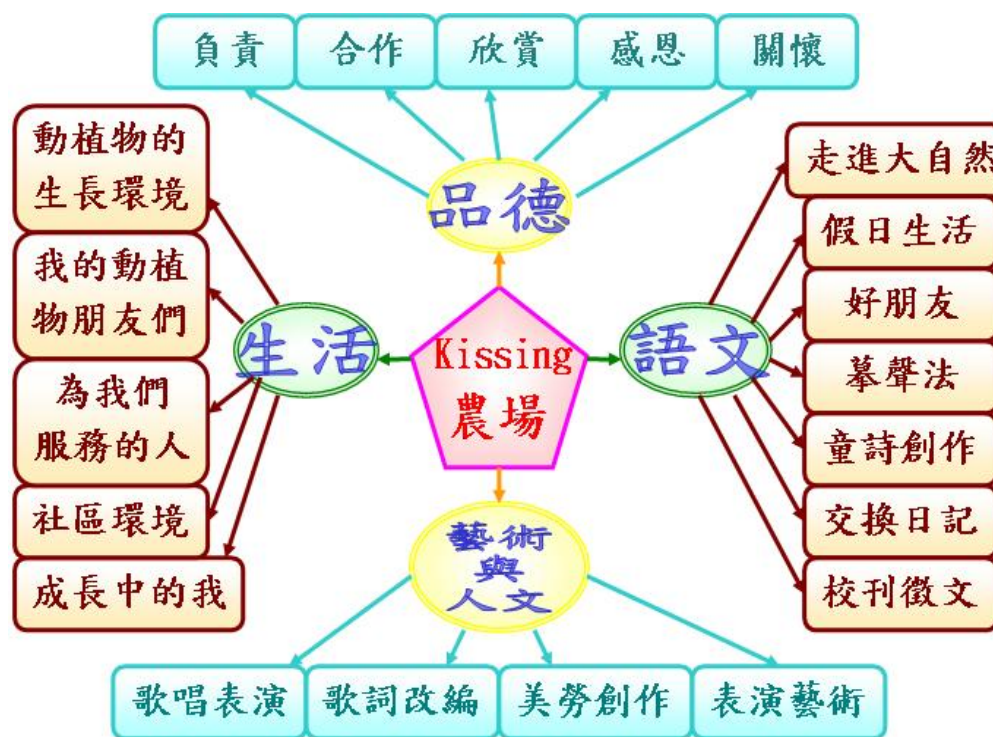 負責
合作
欣賞
感恩
關懷
品德
動植物的
生長環境
我的動植
物朋友們
為我們
服務的人
社區環境
成長中的我
生活
Kissing
農場
語文
走進大自然
假日生活
好朋友
摹聲法
童詩創作
交換日記
校刊徵文
藝術
與
人文
歌唱表演
歌詞改編
美勞創作
表演藝術